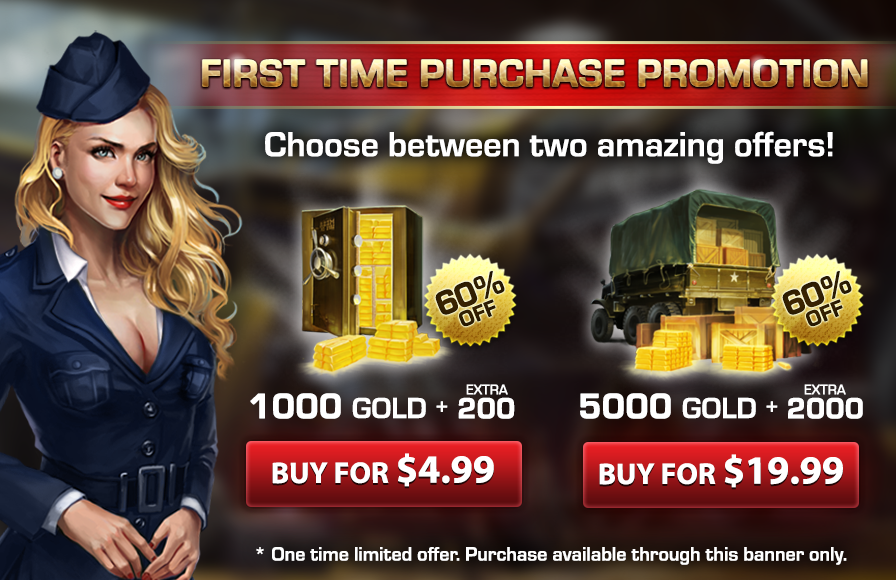 FIRST TIME PURCHASE PROMOTION
Choose between two amazing offers!
60%
OFF
60%
OFF
EXTRA
1000 GOLD + 200
EXTRA
5000 GOLD + 2000
BUY FOR $4.99
BUY FOR $19.99
* One time limited offer. Purchase available through this banner only.